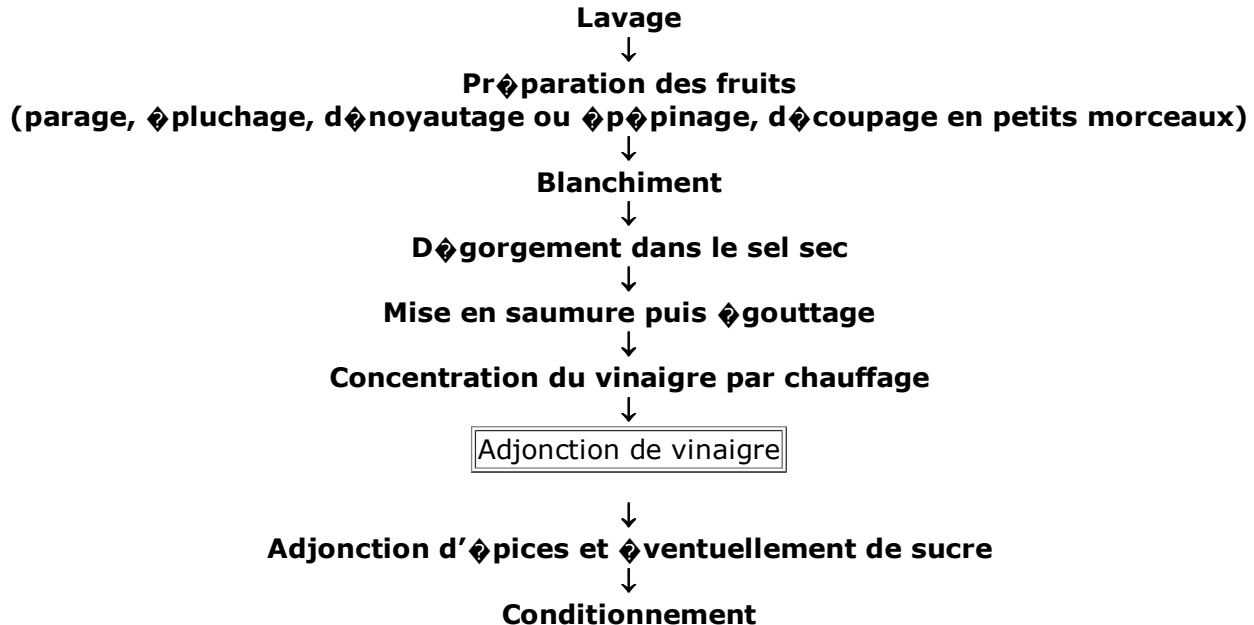 Lavage
↓
Pr�paration des fruits
(parage, �pluchage, d�noyautage ou �p�pinage, d�coupage en petits morceaux)
↓
Blanchiment
↓
D�gorgement dans le sel sec
↓
Mise en saumure puis �gouttage
↓
Concentration du vinaigre par chauffage
↓
Adjonction de vinaigre
↓
Adjonction d’�pices et �ventuellement de sucre
↓
Conditionnement